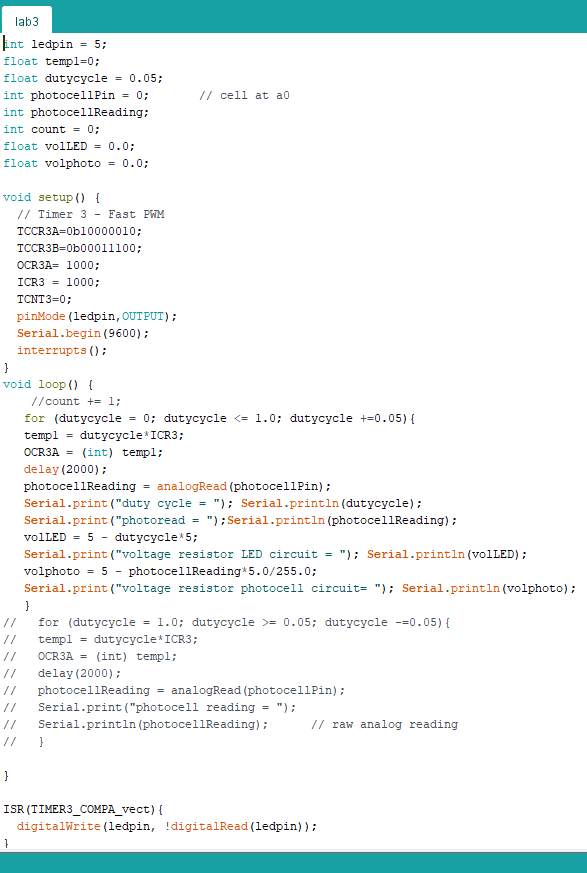 lab3
int ledpin = 5;
float templ=0;
float dutycycle = 0.05;
int photocellPin = 0;       // cell at a0
int photocellReading;
int count = 0;
float volLED = 0.0;
float volphoto = 0.0;
void setup() {
  // Timer 3 - Fast PWM
  TCCR3A=0b10000010;
  TCCR3B=0b00011100;
  OCR3A= 1000;
  ICR3 = 1000;
  TCNT3=0;
  pinMode(ledpin,OUTPUT);
  Serial.begin(9600);
  interrupts();
}
void loop() {
    //count += 1;
   for (dutycycle = 0; dutycycle <= 1.0; dutycycle +=0.05){
   templ = dutycycle*ICR3;
   OCR3A = (int) templ;
   delay(2000);
   photocellReading = analogRead(photocellPin);
   Serial.print("duty cycle = "); Serial.println(dutycycle);
   Serial.print("photoread = ");Serial.println(photocellReading);
   volLED = 5 - dutycycle*5;
   Serial.print("voltage resistor LED circuit = "); Serial.println(volLED);
   volphoto = 5 - photocellReading*5.0/255.0;
   Serial.print("voltage resistor photocell circuit= "); Serial.println(volphoto);
   }
//   for (dutycycle = 1.0; dutycycle >= 0.05; dutycycle -=0.05){
//   templ = dutycycle*ICR3;
//   OCR3A = (int) templ;
//   delay(2000);
//   photocellReading = analogRead(photocellPin);
//   Serial.print("photocell reading = ");
//   Serial.println(photocellReading);      // raw analog reading
//   }
}
ISR(TIMER3_COMPA_vect){
  digitalWrite(ledpin, !digitalRead(ledpin));
}